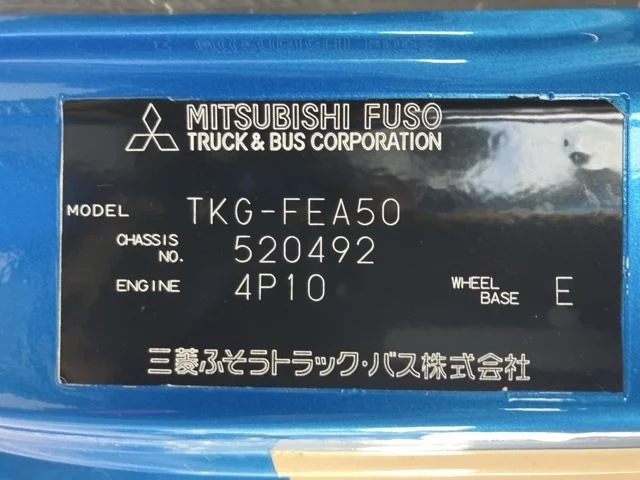 MITSUBISHI FUSO
TRUCK & BUS CORPORATION
MODEL TKG-FEA50
CHASSIS NO. 520492
ENGINE 4P10 WHEEL BASE E
三菱ふそうトラック・バス株式会社